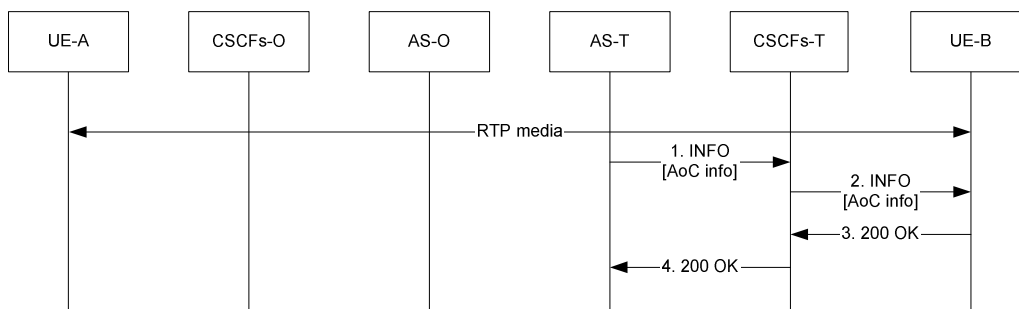 UE-A
CSCFs-O
AS-O
AS-T
CSCFs-T
UE-B
RTP media
1. INFO
[AoC info]
2. INFO
[AoC info]
3. 200 OK
4. 200 OK